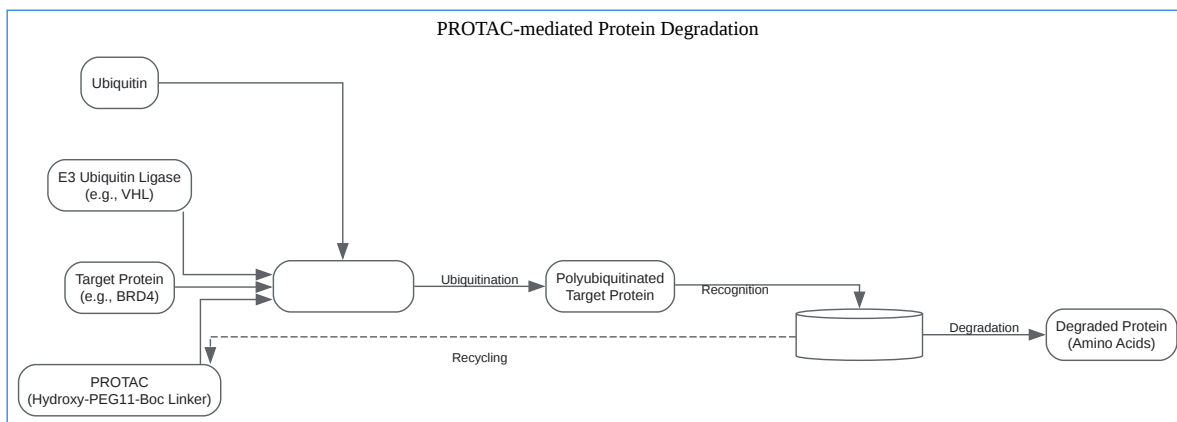 PROTAC-mediated Protein Degradation
Ubiquitin
E3 Ubiquitin Ligase
(e.g., VHL)
Target Protein
(e.g., BRD4)
Ubiquitination
Polyubiquitinated
Target Protein
Recognition
Degradation
Degraded Protein
(Amino Acids)
Recycling
PROTAC
(Hydroxy-PEG11-Boc Linker)